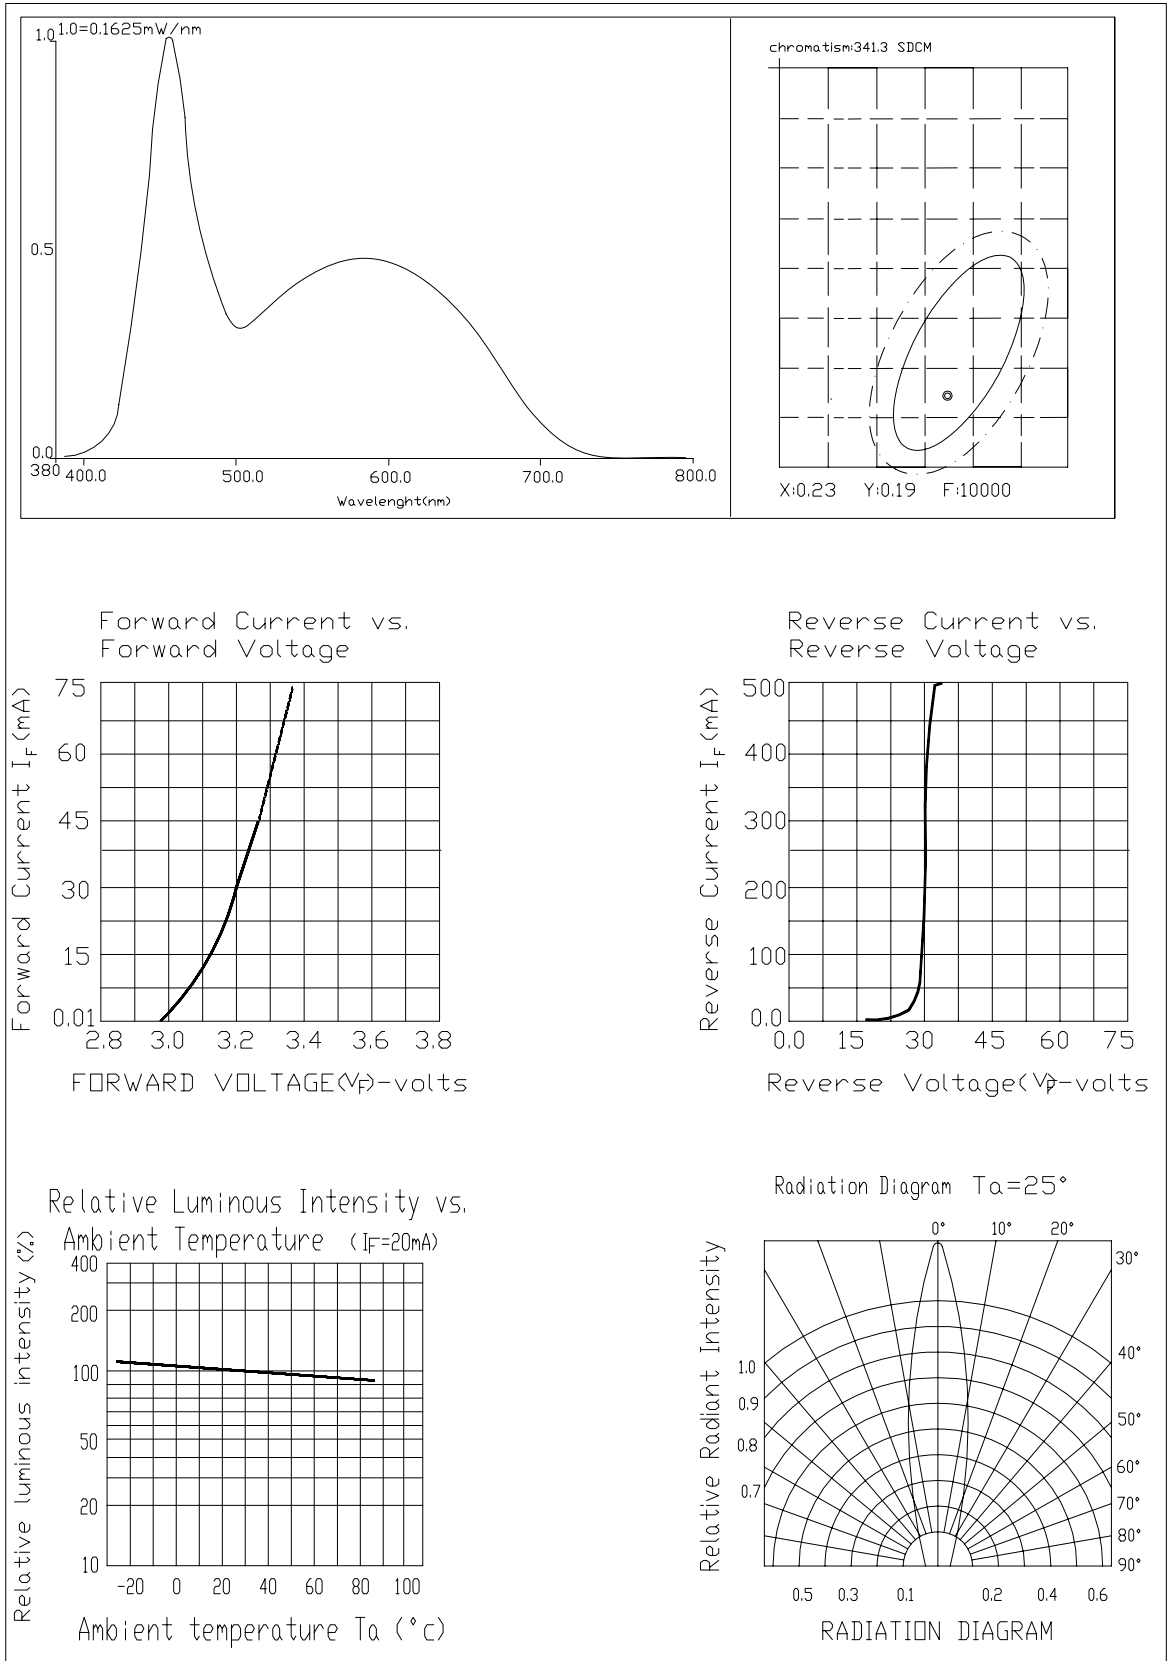 1.0=0.1625mW/nm
1.0
0.5
0.0
380 400.0 500.0 600.0 700.0 800.0
Wavelenght(nm)
chromatism:341.3 SDCM
X:0.23 Y:0.19 F:10000
Forward Current vs.
Forward Voltage
Forward Current IF(mA)
75
60
45
30
15
0.01
2.8 3.0 3.2 3.4 3.6 3.8
FORWARD VOLTAGE(VF)-volts
Reverse Current vs.
Reverse Voltage
Reverse Current IF(mA)
500
400
300
200
100
0.0
0.0 15 30 45 60 75
Reverse Voltage(VR)-volts
Relative Luminous Intensity vs.
Ambient Temperature (IF=20mA)
Relative luminous intensity (%)
400
200
100
50
20
10
-20 0 20 40 60 80 100
Ambient temperature Ta (°c)
Radiation Diagram Ta=25°
Relative Radiant Intensity
0° 10° 20°
30°
40°
50°
60°
70°
80°
90°
1.0
0.9
0.8
0.7
0.5 0.3 0.1 0.2 0.4 0.6
RADIATION DIAGRAM